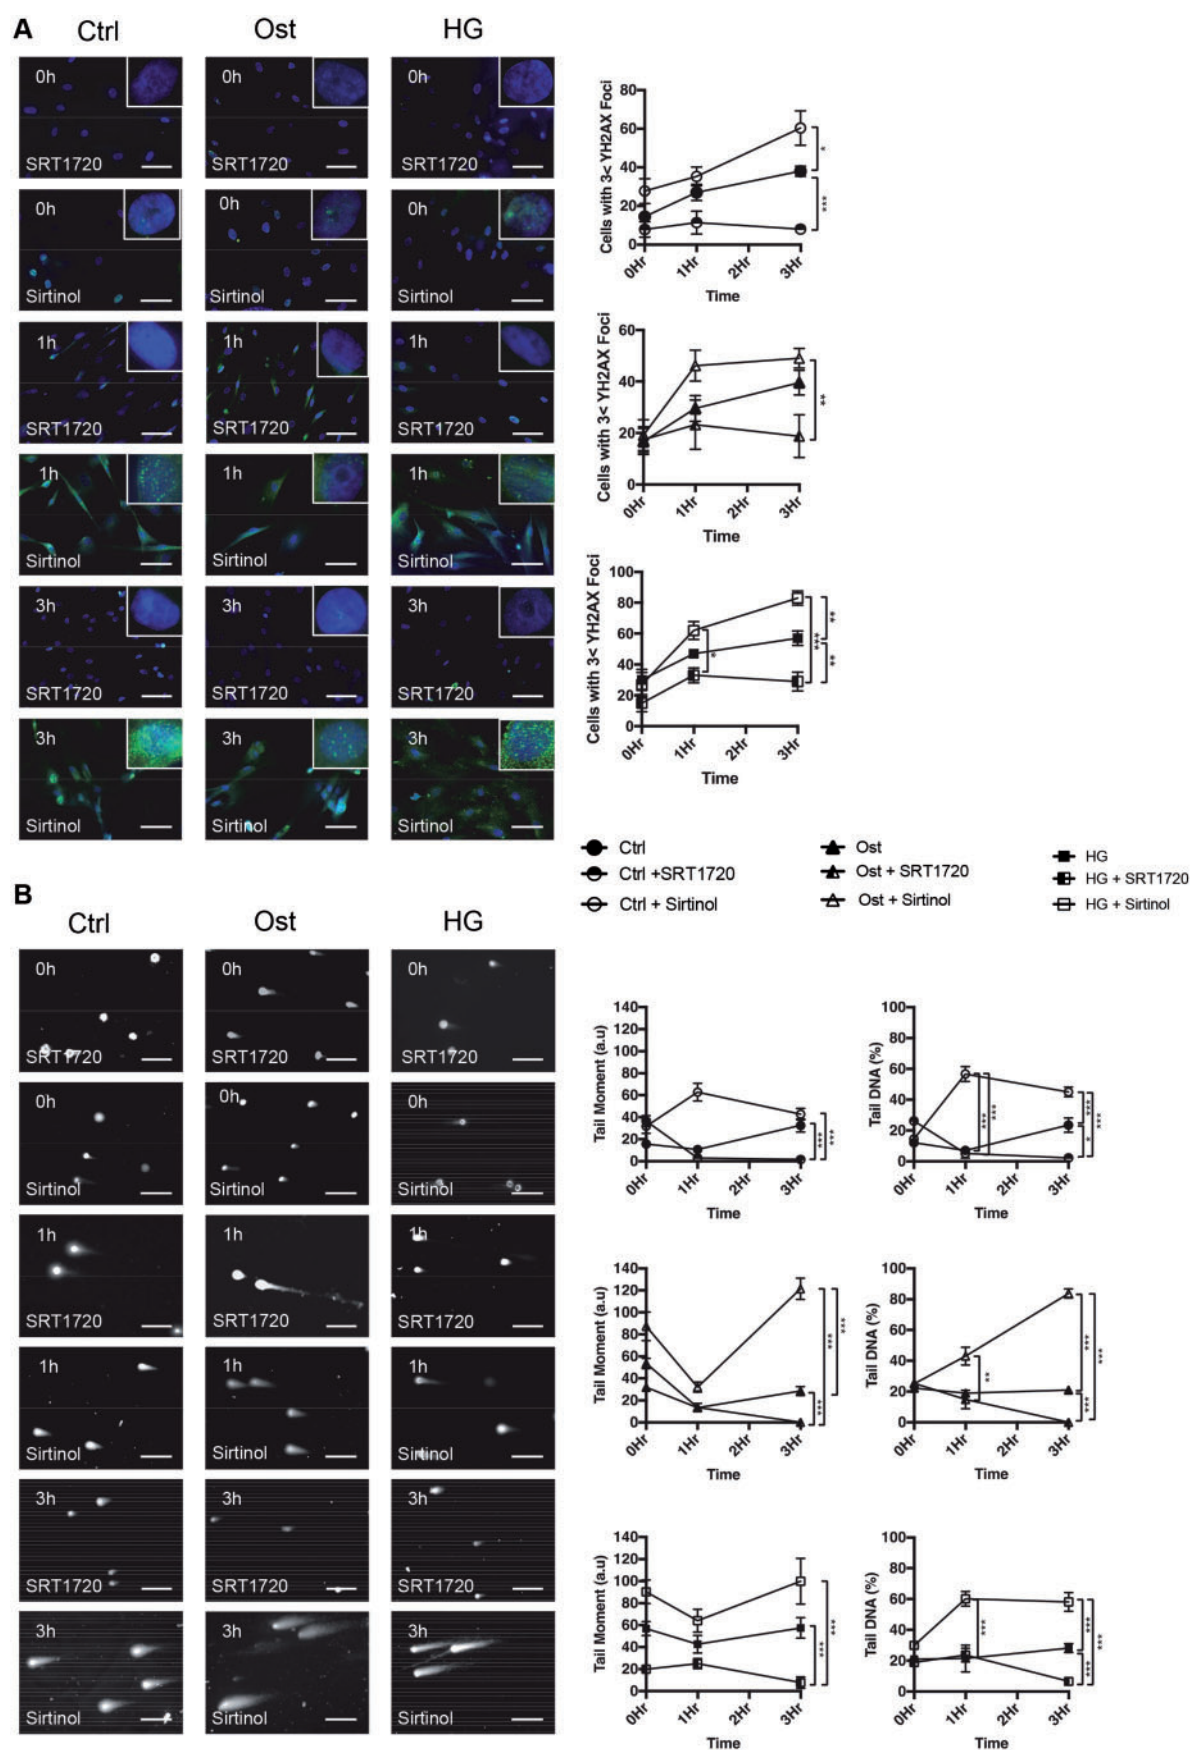 A
Ctrl Ost HG
0h 0h 0h
SRT1720 SRT1720 SRT1720
0h 0h 0h
Sirtinol Sirtinol Sirtinol
1h 1h 1h
SRT1720 SRT1720 SRT1720
1h 1h 1h
Sirtinol Sirtinol Sirtinol
3h 3h 3h
SRT1720 SRT1720 SRT1720
3h 3h 3h
Sirtinol Sirtinol Sirtinol
Cells with 3< YH2AX Foci
80
60
40
20
0
0Hr 1Hr 2Hr 3Hr
Time
*
***
Cells with 3< YH2AX Foci
60
40
20
0
0Hr 1Hr 2Hr 3Hr
Time
**
Cells with 3< YH2AX Foci
100
80
60
40
20
0
0Hr 1Hr 2Hr 3Hr
Time
*
***
**
**
Ctrl Ost HG
Ctrl +SRT1720 Ost + SRT1720 HG + SRT1720
Ctrl + Sirtinol Ost + Sirtinol HG + Sirtinol
B
Ctrl Ost HG
0h 0h 0h
SRT1720 SRT1720 SRT1720
0h 0h 0h
Sirtinol Sirtinol Sirtinol
1h 1h 1h
SRT1720 SRT1720 SRT1720
1h 1h 1h
Sirtinol Sirtinol Sirtinol
3h 3h 3h
SRT1720 SRT1720 SRT1720
3h 3h 3h
Sirtinol Sirtinol Sirtinol
Tail Moment (a.u)
140
120
100
80
60
40
20
0
0Hr 1Hr 2Hr 3Hr
Time
***
***
Tail DNA (%)
100
80
60
40
20
0
0Hr 1Hr 2Hr 3Hr
Time
***
***
***
*
***
Tail Moment (a.u)
140
120
100
80
60
40
20
0
0Hr 1Hr 2Hr 3Hr
Time
***
***
***
Tail DNA (%)
100
80
60
40
20
0
0Hr 1Hr 2Hr 3Hr
Time
**
***
***
***
Tail Moment (a.u)
140
120
100
80
60
40
20
0
0Hr 1Hr 2Hr 3Hr
Time
***
***
Tail DNA (%)
100
80
60
40
20
0
0Hr 1Hr 2Hr 3Hr
Time
***
***
***
***